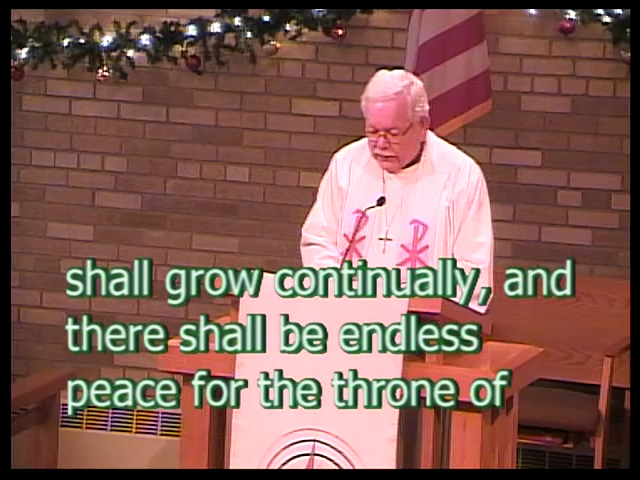 shall grow continually, and
there shall be endless
peace for the throne of